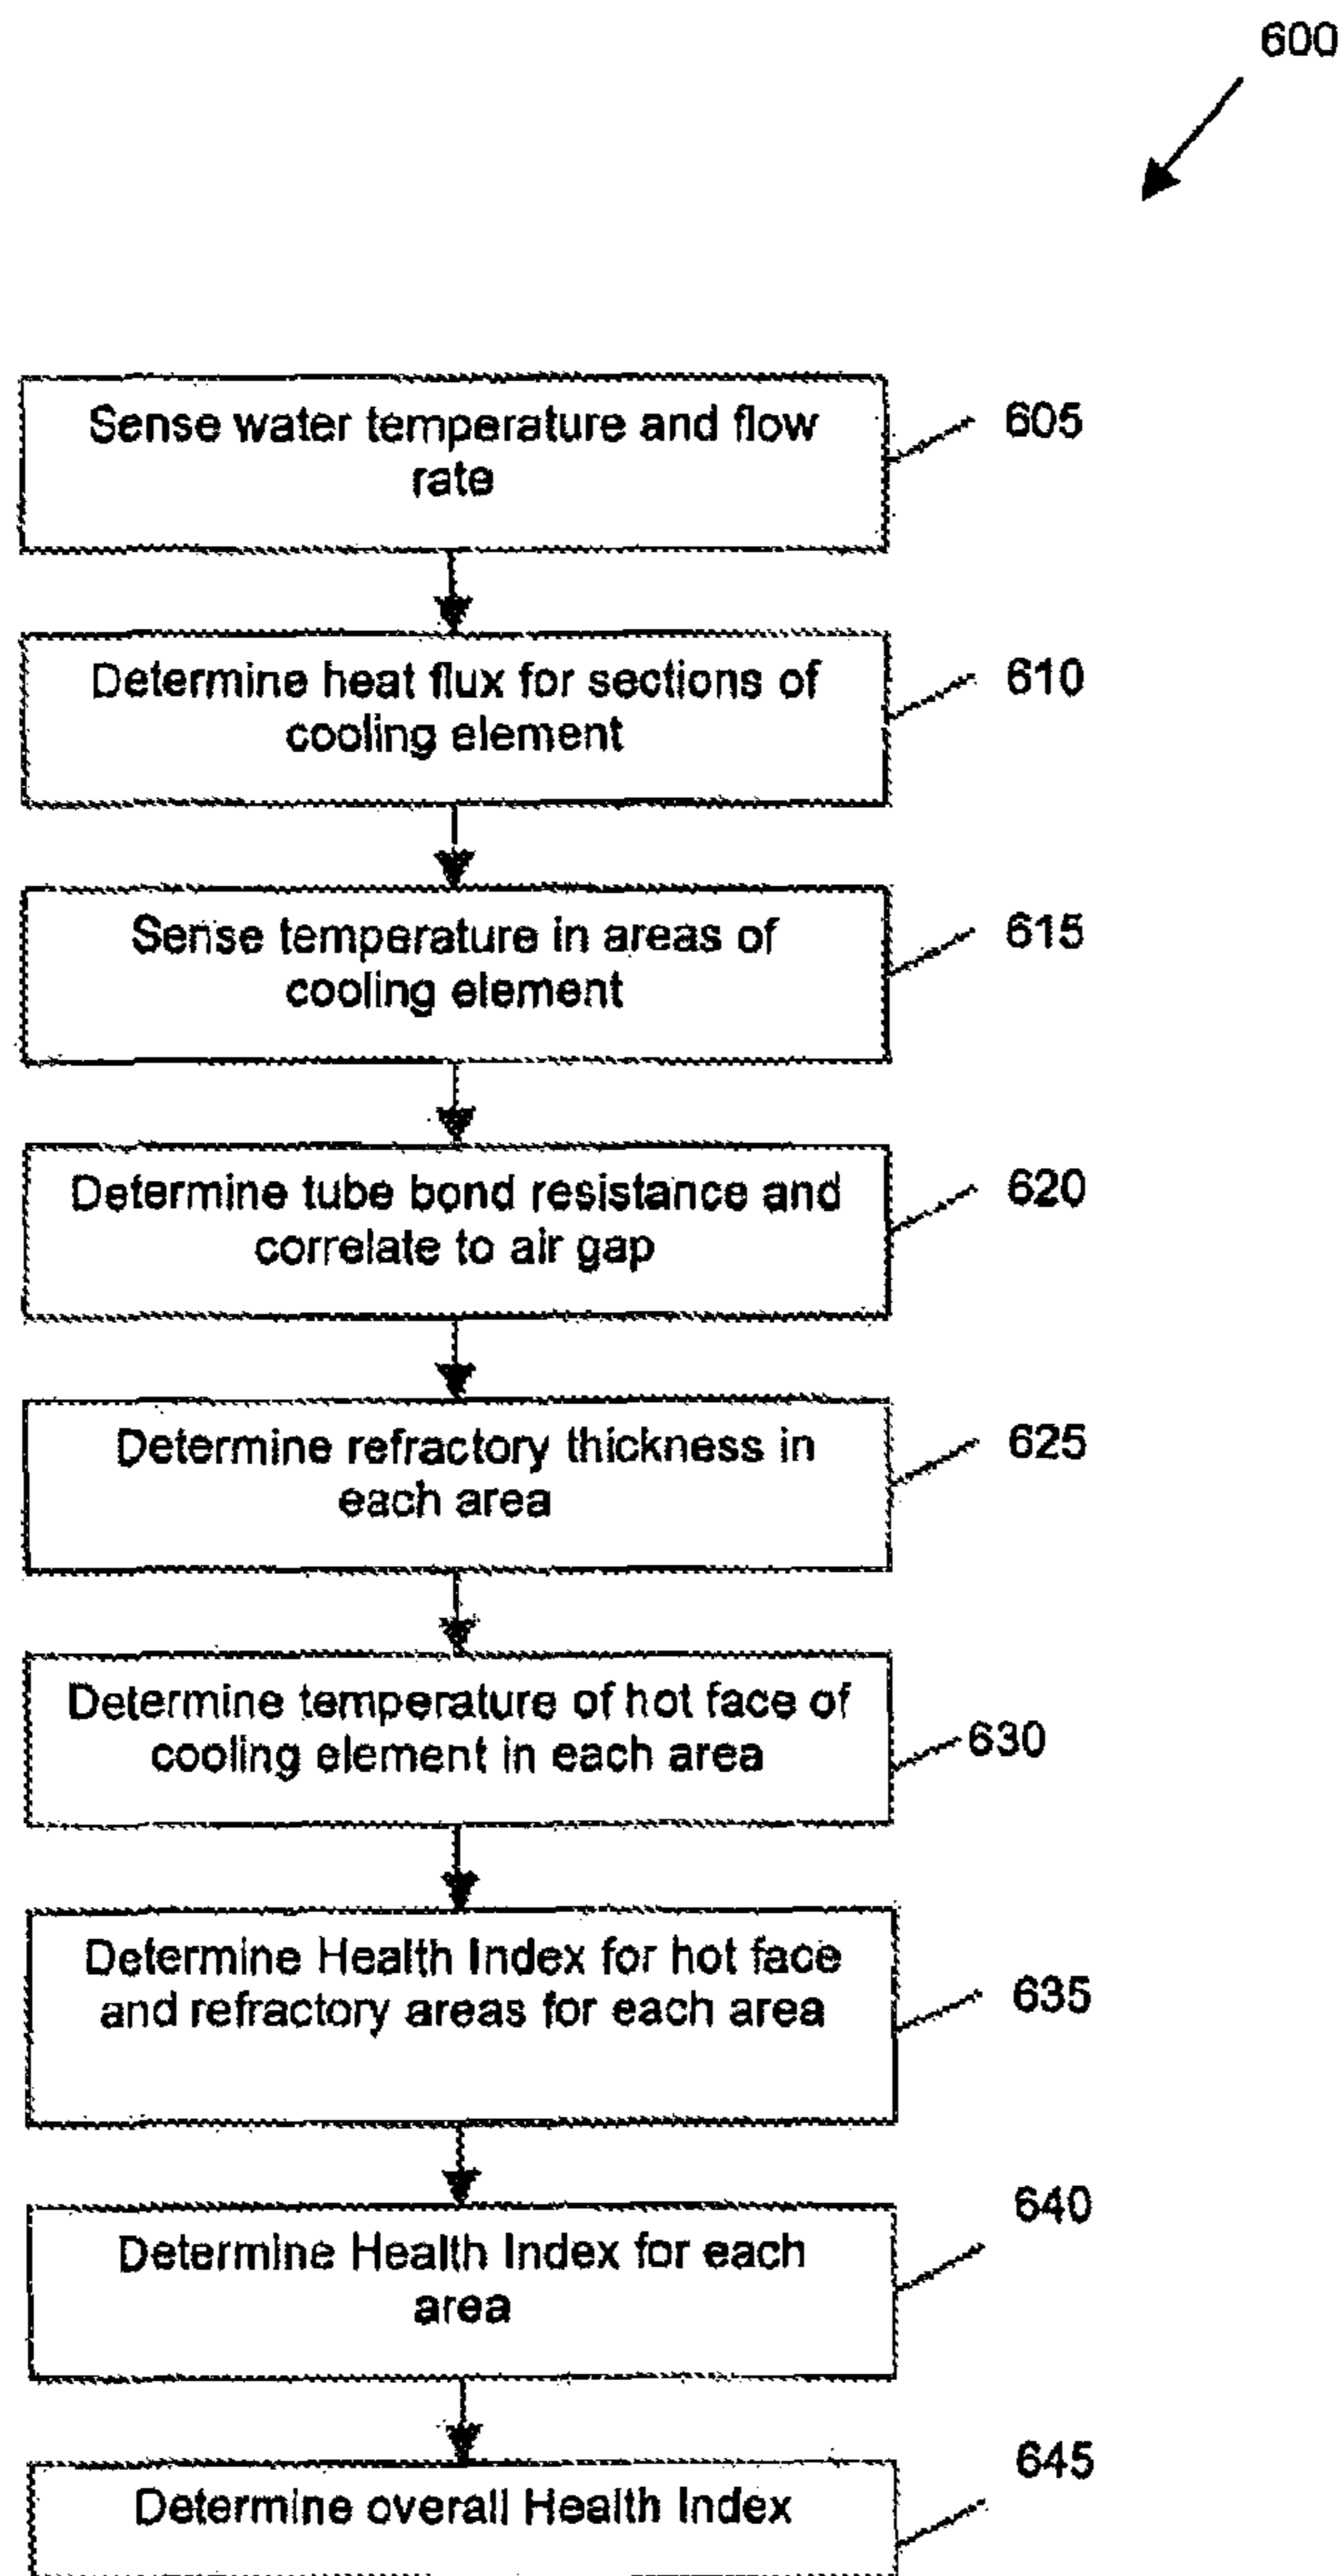 600
Sense water temperature and flow
rate
605
Determine heat flux for sections of
cooling element
610
Sense temperature in areas of
cooling element
615
Determine tube bond resistance and
correlate to air gap
620
Determine refractory thickness in
each area
625
Determine temperature of hot face of
cooling element in each area
630
Determine Health Index for hot face
and refractory areas for each area
635
Determine Health Index for each
area
640
Determine overall Health Index
645